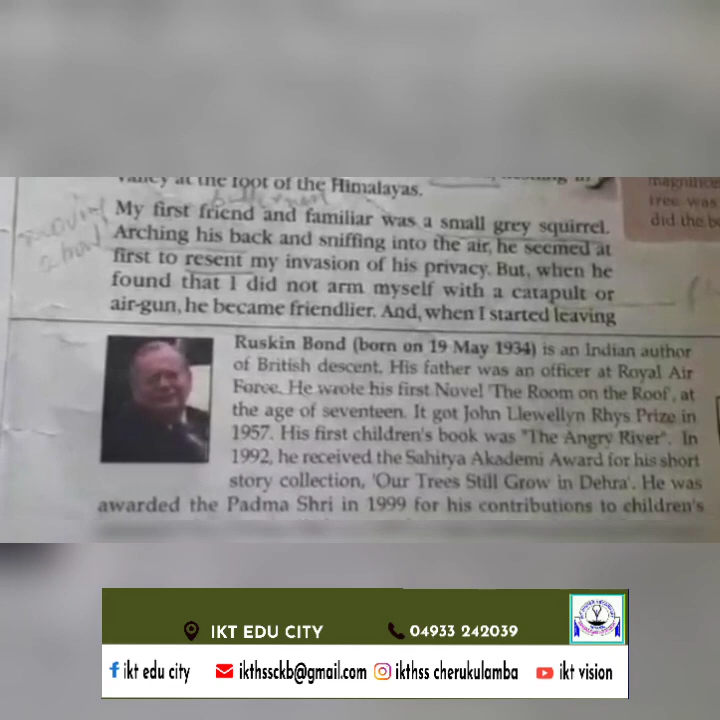 valley at the foot of the Himalayas.
My first friend and familiar was a small grey squirrel.
Arching his back and sniffing into the air, he seemed at
first to resent my invasion of his privacy. But, when he
found that I did not arm myself with a catapult or
air-gun, he became friendlier. And, when I started leaving
moving
tree was
did the
Ruskin Bond (born on 19 May 1934) is an Indian author
of British descent. His father was an officer at Royal Air
Force. He wrote his first Novel 'The Room on the Roof', at
the age of seventeen. It got John Llewellyn Rhys Prize in
1957. His first children's book was "The Angry River". In
1992, he received the Sahitya Akademi Award for his short
story collection, 'Our Trees Still Grow in Dehra'. He was
awarded the Padma Shri in 1999 for his contributions to children's
IKT EDU CITY 04933 242039
f ikt edu city ikthssckb@gmail.com ikthss cherukulamba ikt vision